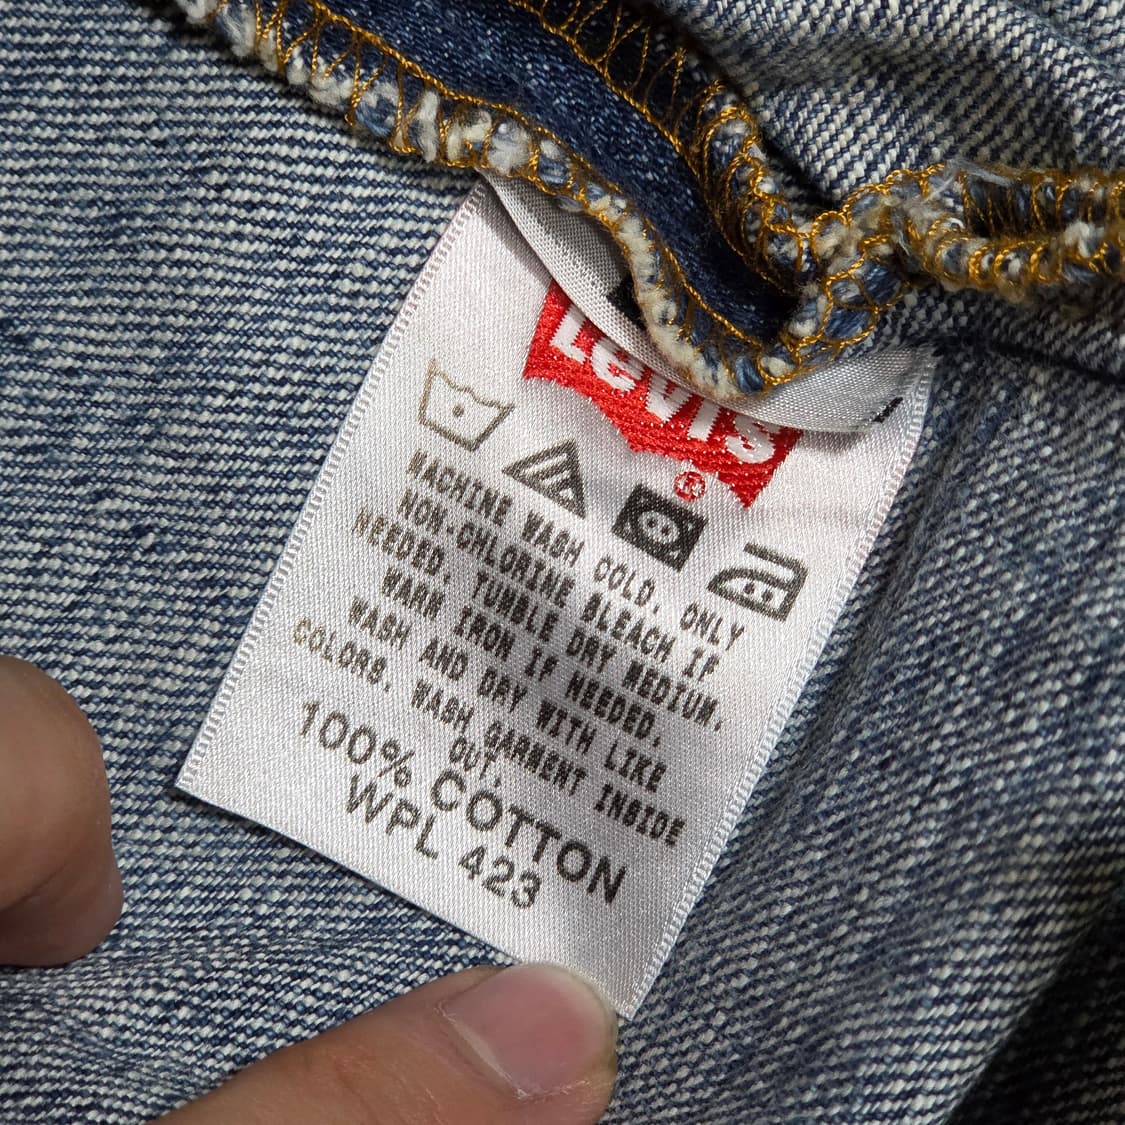 Levi's
®
MACHINE WASH COLD. ONLY
NON-CHLORINE BLEACH IF
NEEDED. TUMBLE DRY MEDIUM.
WARM IRON IF NEEDED.
WASH AND DRY WITH LIKE
COLORS. WASH GARMENT INSIDE
OUT.
100% COTTON
WPL 423